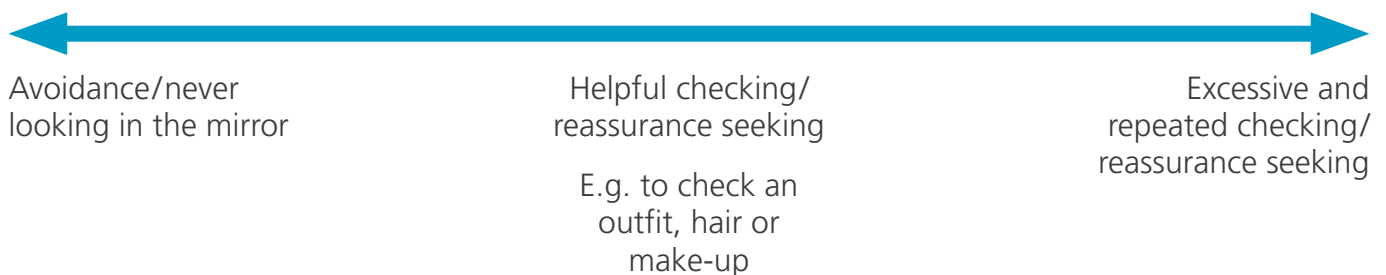 Avoidance/never
looking in the mirror
Helpful checking/
reassurance seeking
E.g. to check an
outfit, hair or
make-up
Excessive and
repeated checking/
reassurance seeking